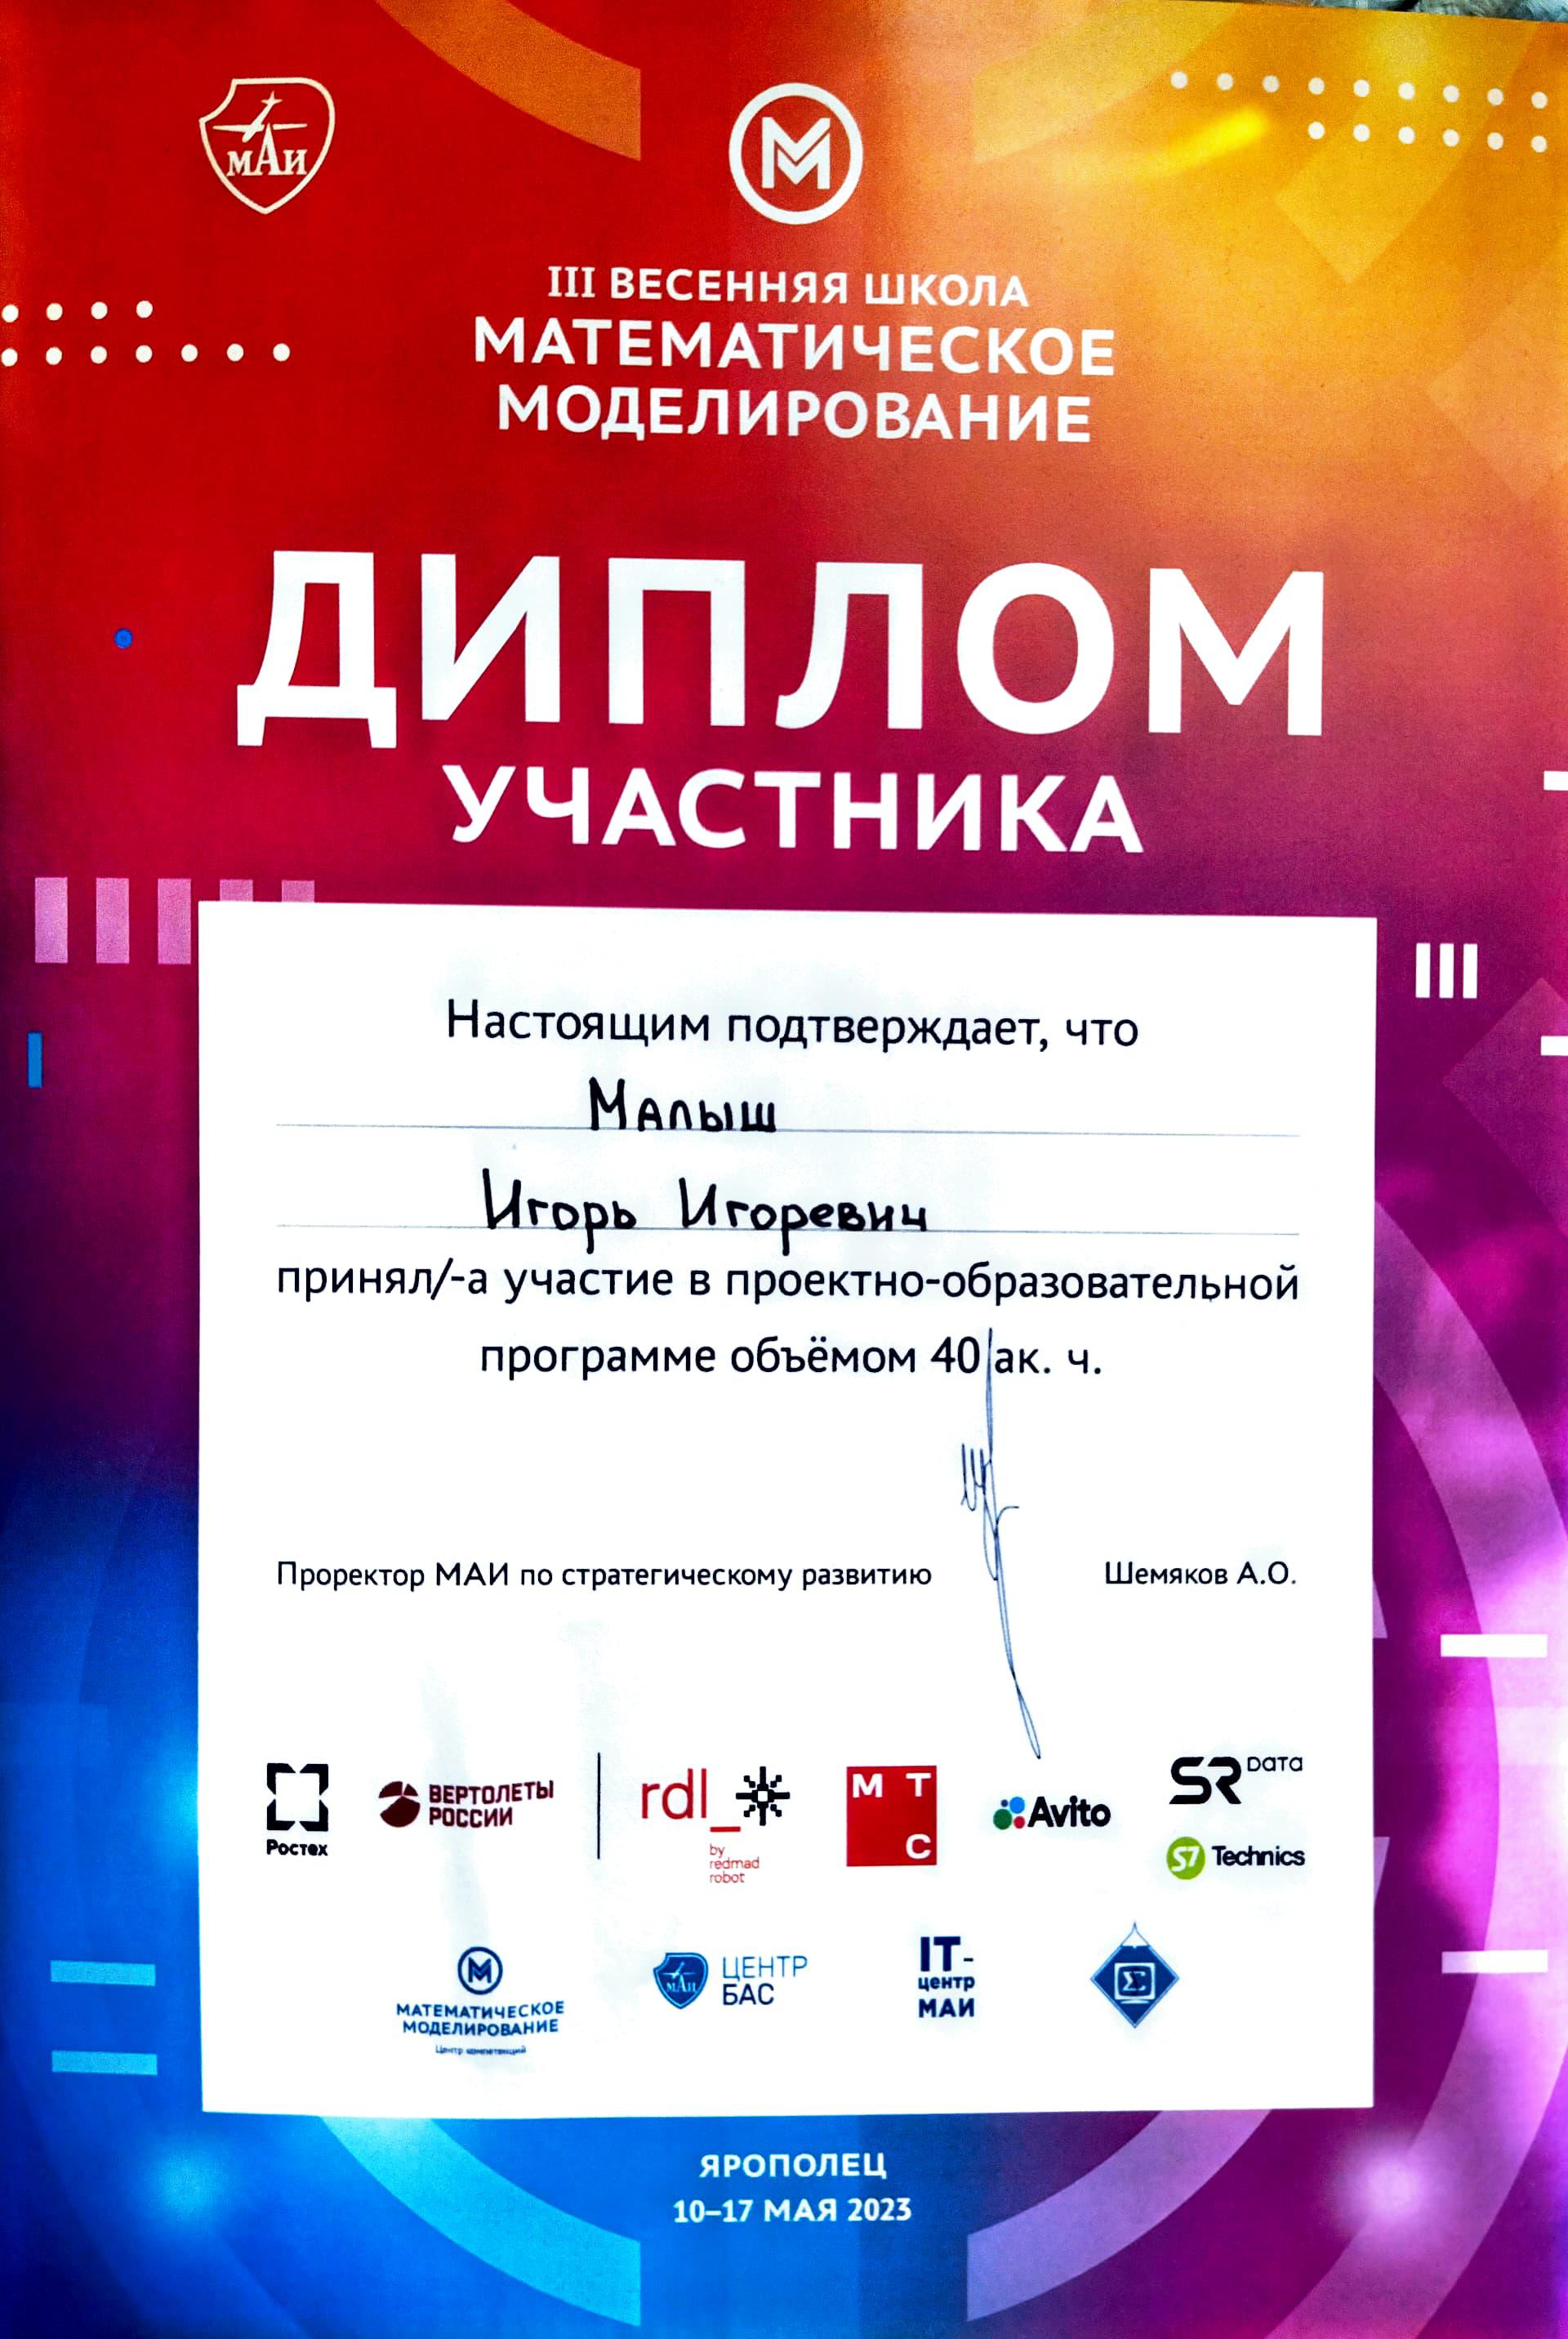 МАИ
М
III ВЕСЕННЯЯ ШКОЛА
МАТЕМАТИЧЕСКОЕ
МОДЕЛИРОВАНИЕ
ДИПЛОМ
УЧАСТНИКА
Настоящим подтверждает, что
Малыш
Игорь Игоревич
принял/-а участие в проектно-образовательной
программе объёмом 40 ак. ч.
Проректор МАИ по стратегическому развитию Шемяков А.О.
Ростех
ВЕРТОЛЕТЫ
РОССИИ
rdl_
by
redmad
robot
М Т
С
Avito
SR DATA
S7 Technics
М
МАТЕМАТИЧЕСКОЕ
МОДЕЛИРОВАНИЕ
Центр компетенций
МАИ
ЦЕНТР
БАС
IT-
центр
МАИ
Σ
ЯРОПОЛЕЦ
10–17 МАЯ 2023